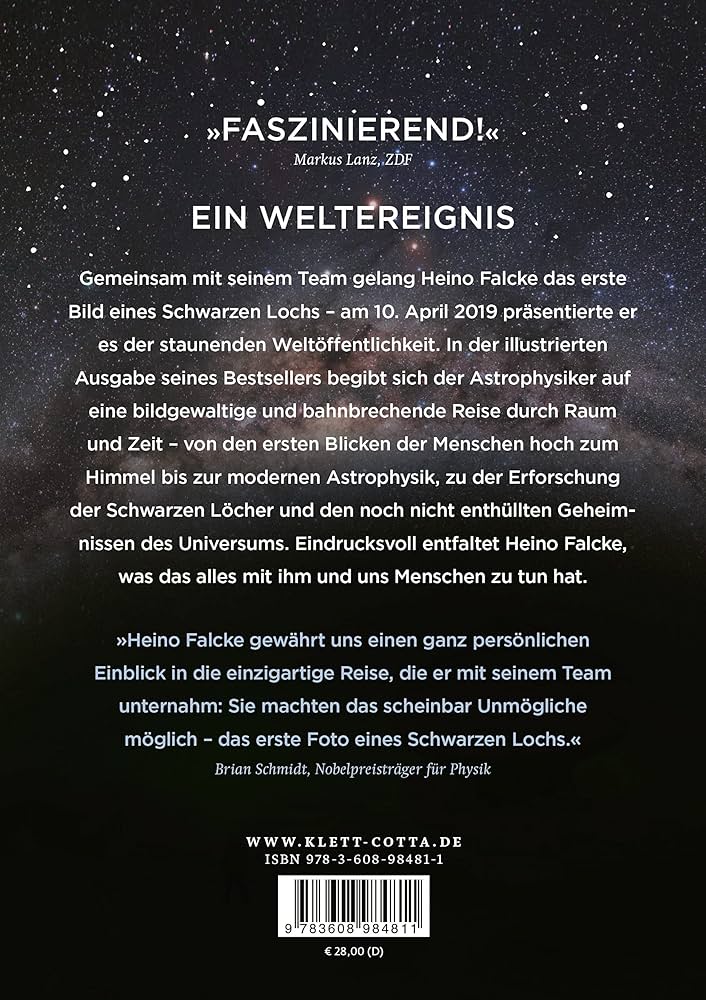 »FASZINIEREND!«
Markus Lanz, ZDF
EIN WELTEREIGNIS
Gemeinsam mit seinem Team gelang Heino Falcke das erste
Bild eines Schwarzen Lochs – am 10. April 2019 präsentierte er
es der staunenden Weltöffentlichkeit. In der illustrierten
Ausgabe seines Bestsellers begibt sich der Astrophysiker auf
eine bildgewaltige und bahnbrechende Reise durch Raum
und Zeit – von den ersten Blicken der Menschen hoch zum
Himmel bis zur modernen Astrophysik, zu der Erforschung
der Schwarzen Löcher und den noch nicht enthüllten Geheim-
nissen des Universums. Eindrucksvoll entfaltet Heino Falcke,
was das alles mit ihm und uns Menschen zu tun hat.
»Heino Falcke gewährt uns einen ganz persönlichen
Einblick in die einzigartige Reise, die er mit seinem Team
unternahm: Sie machten das scheinbar Unmögliche
möglich – das erste Foto eines Schwarzen Lochs.«
Brian Schmidt, Nobelpreisträger für Physik
WWW.KLETT-COTTA.DE
ISBN 978-3-608-98481-1
9 783608 984811
€ 28,00 (D)